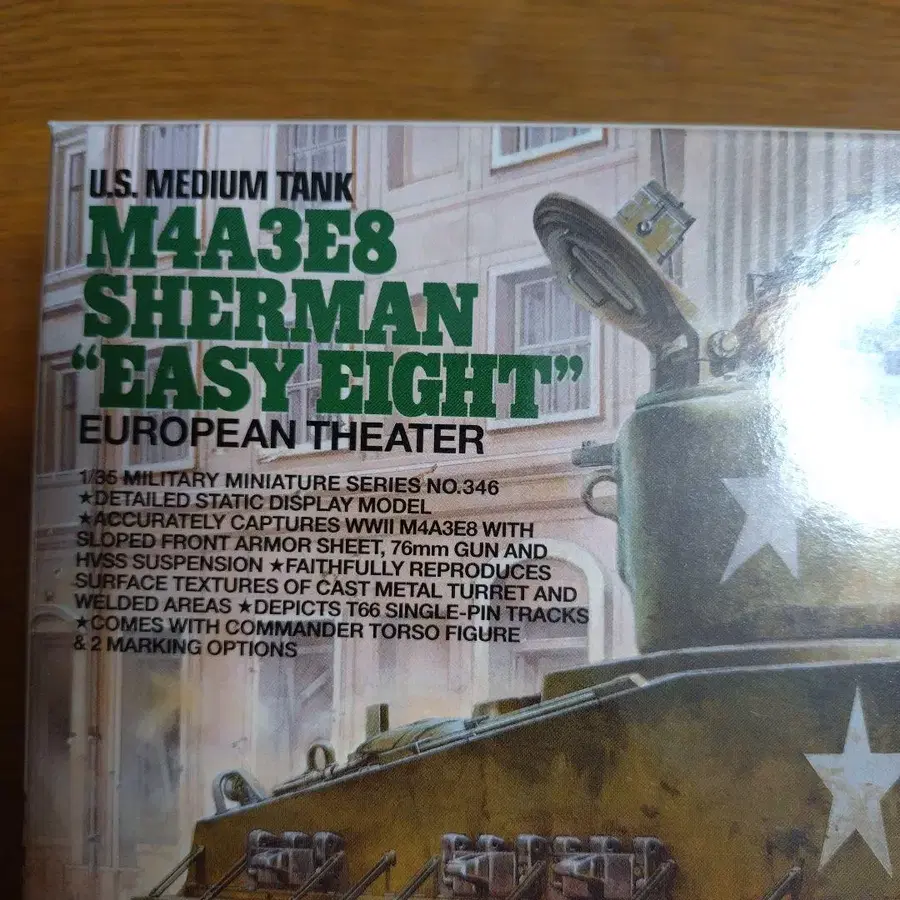 U.S. MEDIUM TANK
M4A3E8
SHERMAN
“EASY EIGHT”
EUROPEAN THEATER
1/35 MILITARY MINIATURE SERIES NO.346
★DETAILED STATIC DISPLAY MODEL
★ACCURATELY CAPTURES WWII M4A3E8 WITH
SLOPED FRONT ARMOR SHEET, 76mm GUN AND
HVSS SUSPENSION ★FAITHFULLY REPRODUCES
SURFACE TEXTURES OF CAST METAL TURRET AND
WELDED AREAS ★DEPICTS T66 SINGLE-PIN TRACKS
★COMES WITH COMMANDER TORSO FIGURE
& 2 MARKING OPTIONS